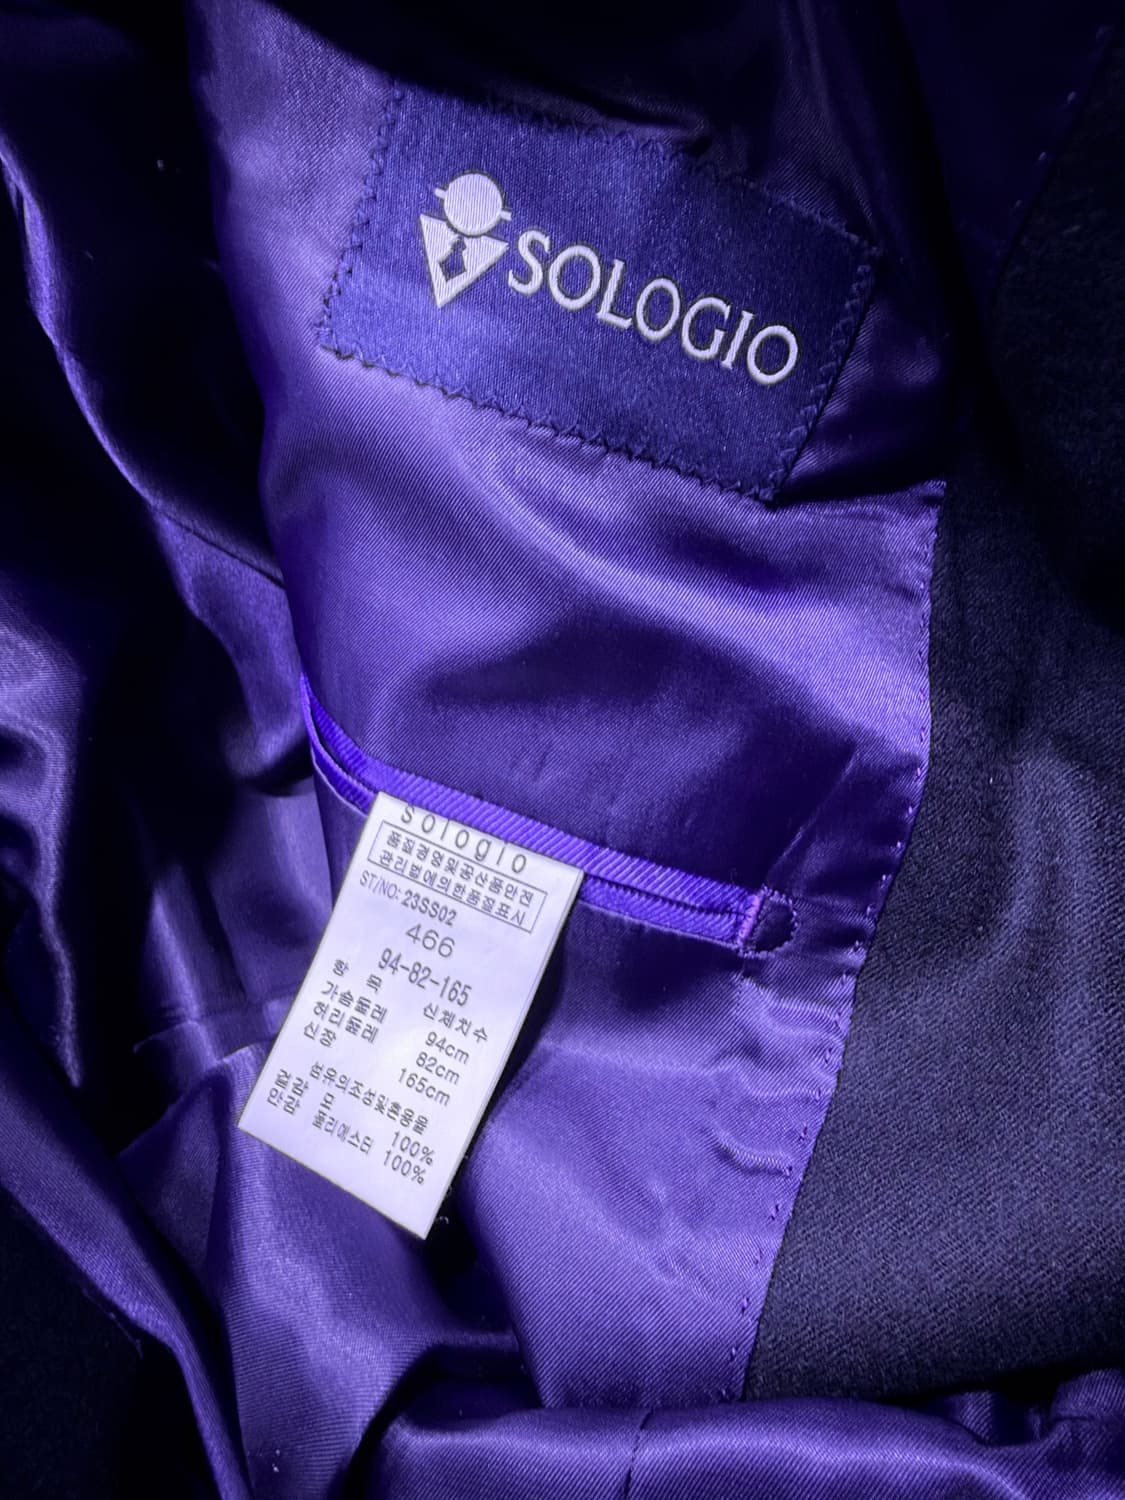 SOLOGIO
sologio
품질경영및공산품안전
관리법에의한품질표시
ST/NO: 23SS02
466
94-82-165
항 목 신체치수
가슴둘레 94cm
허리둘레 82cm
신장 165cm
섬유의조성및혼용율
겉감 모 100%
안감 폴리에스터 100%